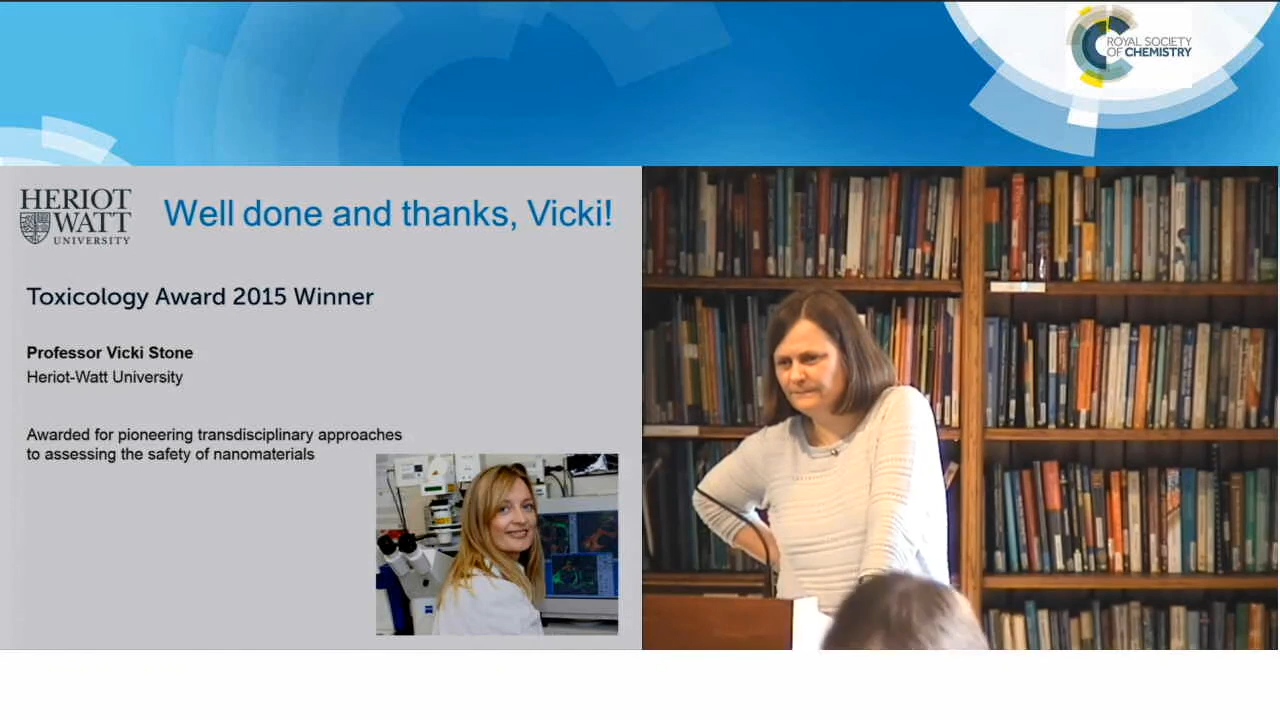 ROYAL SOCIETY
OF CHEMISTRY
HERIOT
WATT
UNIVERSITY
Well done and thanks, Vicki!
Toxicology Award 2015 Winner
Professor Vicki Stone
Heriot-Watt University
Awarded for pioneering transdisciplinary approaches
to assessing the safety of nanomaterials